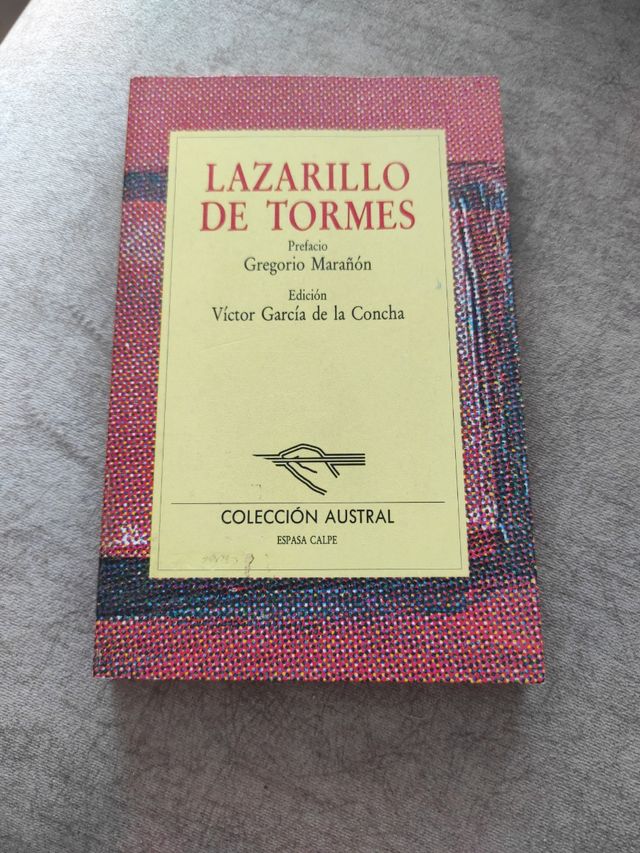 LAZARILLO
DE TORMES
Prefacio
Gregorio Marañón
Edición
Víctor García de la Concha
COLECCIÓN AUSTRAL
ESPASA CALPE